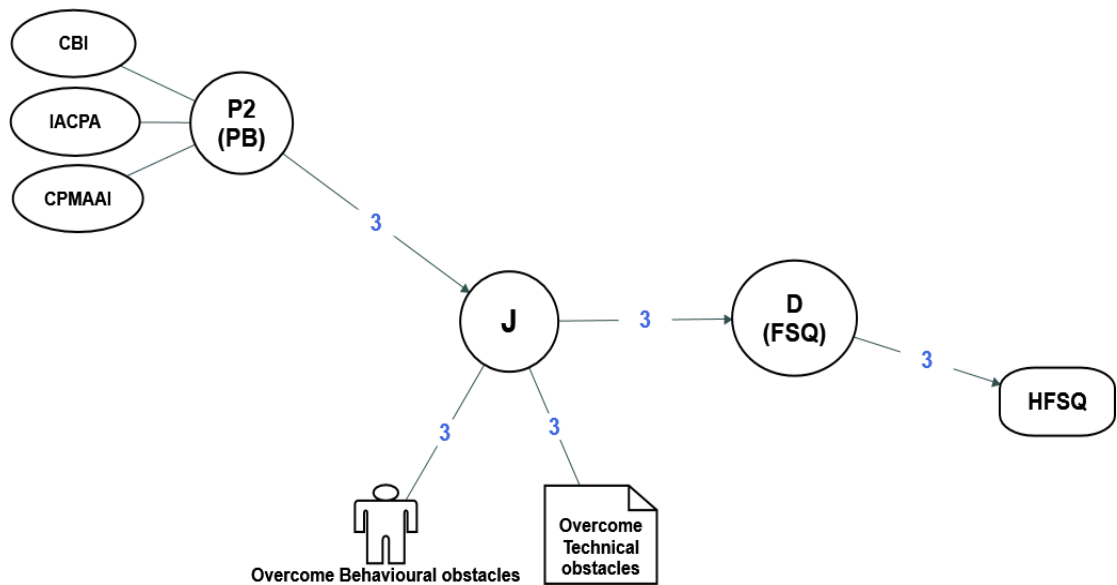 CBI
IACPA
CPMAAI
P2
(PB)
3
J
3
D
(FSQ)
3
HFSQ
3
3
Overcome
Technical
obstacles
Overcome Behavioural obstacles